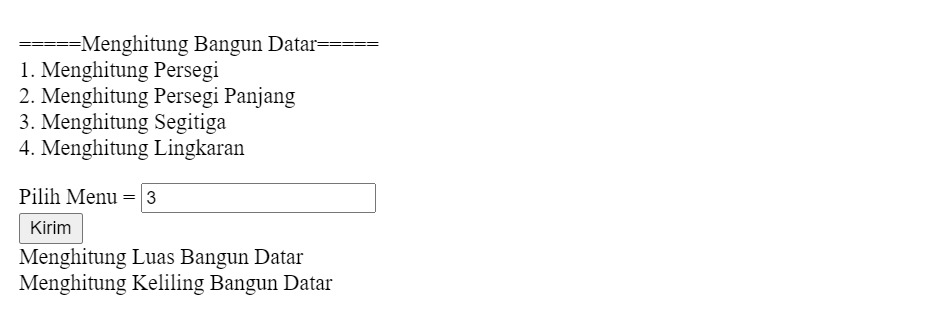 =====Menghitung Bangun Datar=====
1. Menghitung Persegi
2. Menghitung Persegi Panjang
3. Menghitung Segitiga
4. Menghitung Lingkaran
Pilih Menu = 3
Kirim
Menghitung Luas Bangun Datar
Menghitung Keliling Bangun Datar